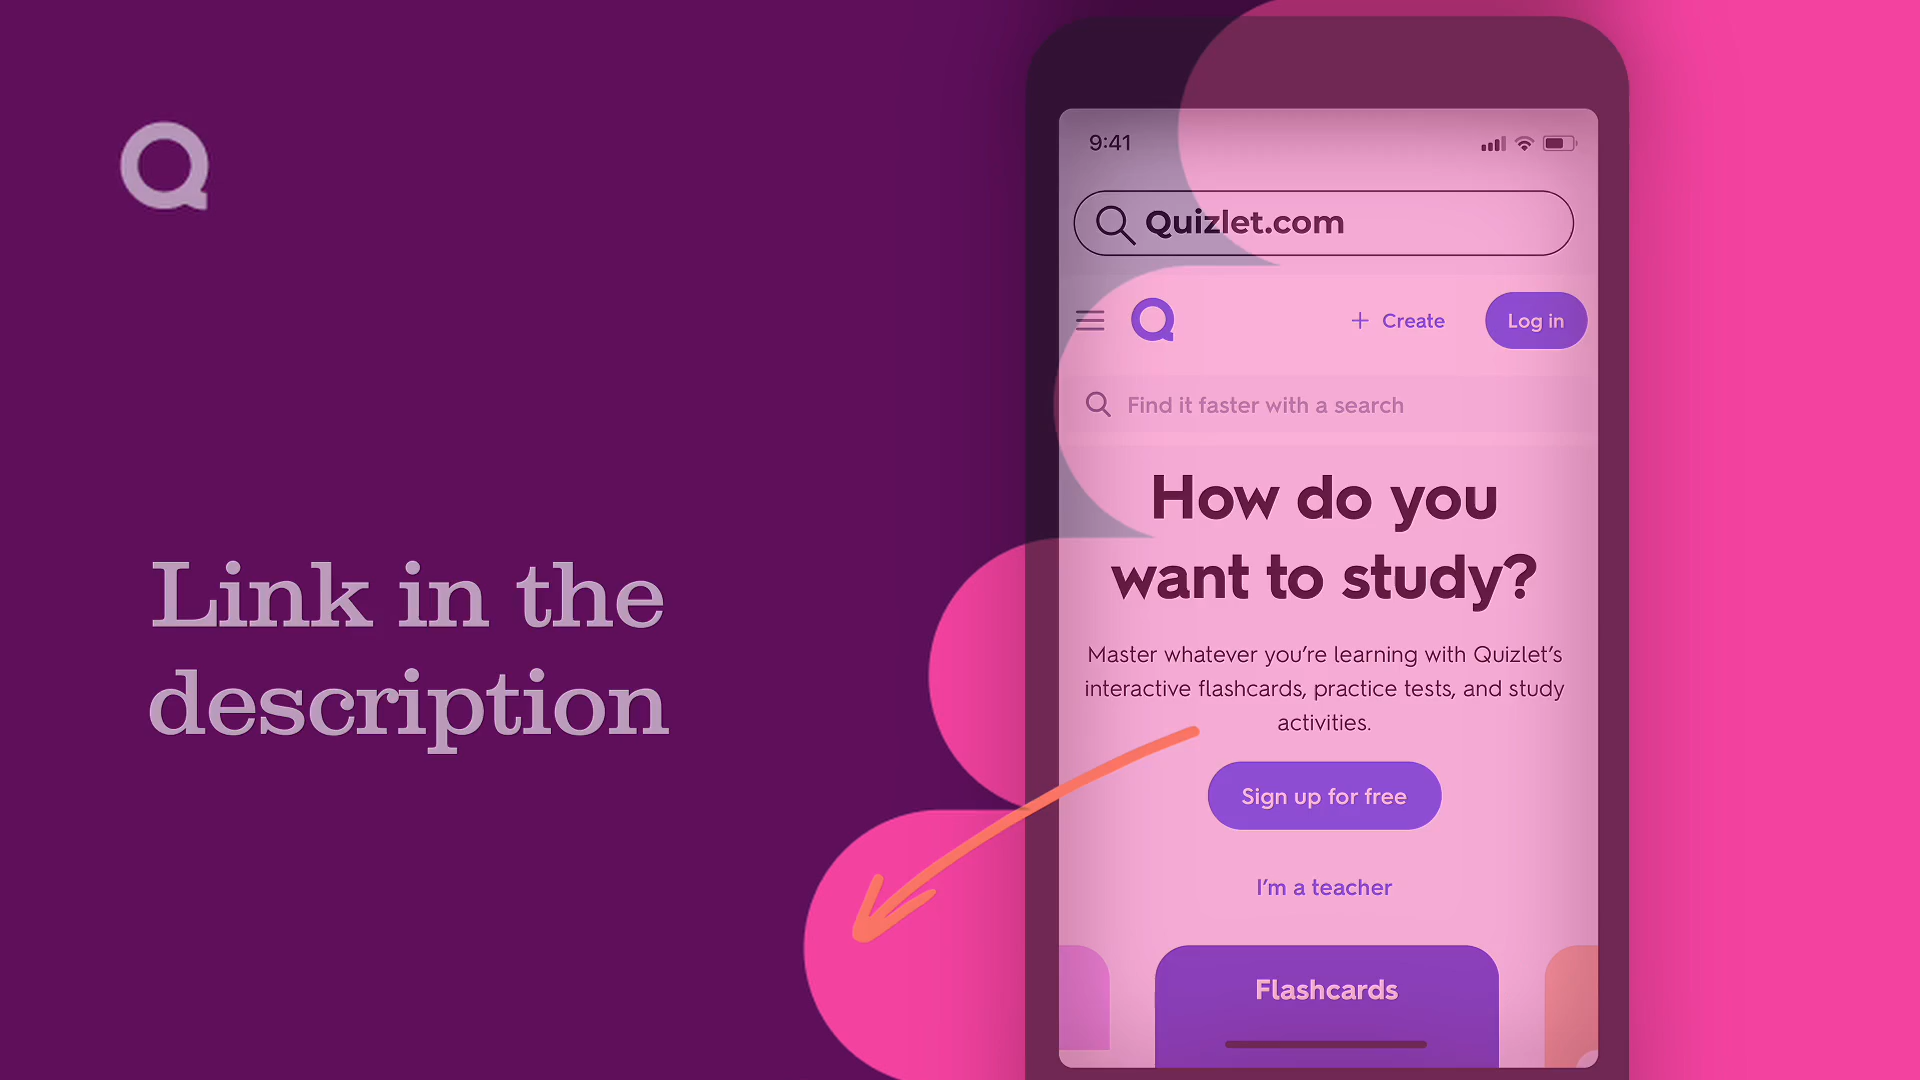 Link in the
description
9:41
Quizlet.com
+ Create
Log in
Find it faster with a search
How do you
want to study?
Master whatever you’re learning with Quizlet’s
interactive flashcards, practice tests, and study
activities.
Sign up for free
I’m a teacher
Flashcards